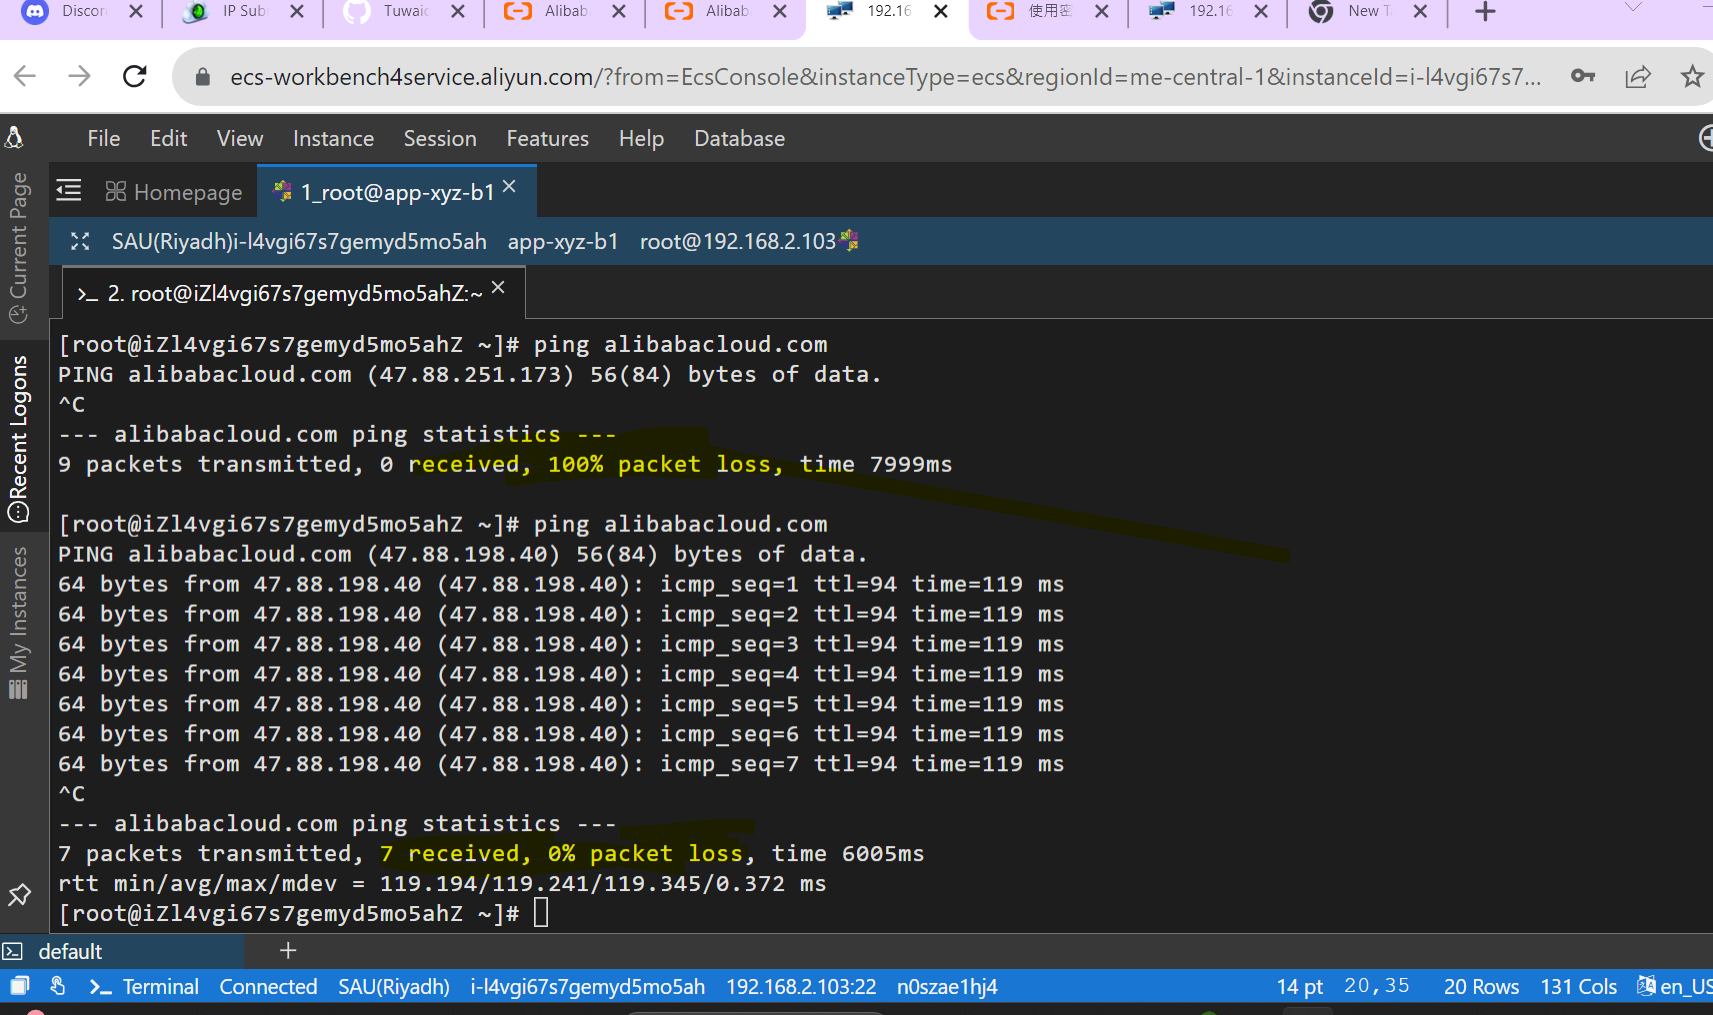 Discor
IP Sub
Tuwaic
Alibab
Alibab
192.16
使用密
192.16
New T
ecs-workbench4service.aliyun.com/?from=EcsConsole&instanceType=ecs&regionId=me-central-1&instanceId=i-l4vgi67s7...
File Edit View Instance Session Features Help Database
Homepage
1_root@app-xyz-b1
SAU(Riyadh)i-l4vgi67s7gemyd5mo5ah app-xyz-b1 root@192.168.2.103
>_ 2. root@iZl4vgi67s7gemyd5mo5ahZ:~
Current Page
Recent Logons
My Instances
[root@iZl4vgi67s7gemyd5mo5ahZ ~]# ping alibabacloud.com
PING alibabacloud.com (47.88.251.173) 56(84) bytes of data.
^C
--- alibabacloud.com ping statistics ---
9 packets transmitted, 0 received, 100% packet loss, time 7999ms
[root@iZl4vgi67s7gemyd5mo5ahZ ~]# ping alibabacloud.com
PING alibabacloud.com (47.88.198.40) 56(84) bytes of data.
64 bytes from 47.88.198.40 (47.88.198.40): icmp_seq=1 ttl=94 time=119 ms
64 bytes from 47.88.198.40 (47.88.198.40): icmp_seq=2 ttl=94 time=119 ms
64 bytes from 47.88.198.40 (47.88.198.40): icmp_seq=3 ttl=94 time=119 ms
64 bytes from 47.88.198.40 (47.88.198.40): icmp_seq=4 ttl=94 time=119 ms
64 bytes from 47.88.198.40 (47.88.198.40): icmp_seq=5 ttl=94 time=119 ms
64 bytes from 47.88.198.40 (47.88.198.40): icmp_seq=6 ttl=94 time=119 ms
64 bytes from 47.88.198.40 (47.88.198.40): icmp_seq=7 ttl=94 time=119 ms
^C
--- alibabacloud.com ping statistics ---
7 packets transmitted, 7 received, 0% packet loss, time 6005ms
rtt min/avg/max/mdev = 119.194/119.241/119.345/0.372 ms
[root@iZl4vgi67s7gemyd5mo5ahZ ~]#
default
Terminal Connected SAU(Riyadh) i-l4vgi67s7gemyd5mo5ah 192.168.2.103:22 n0szae1hj4 14 pt 20,35 20 Rows 131 Cols en_US